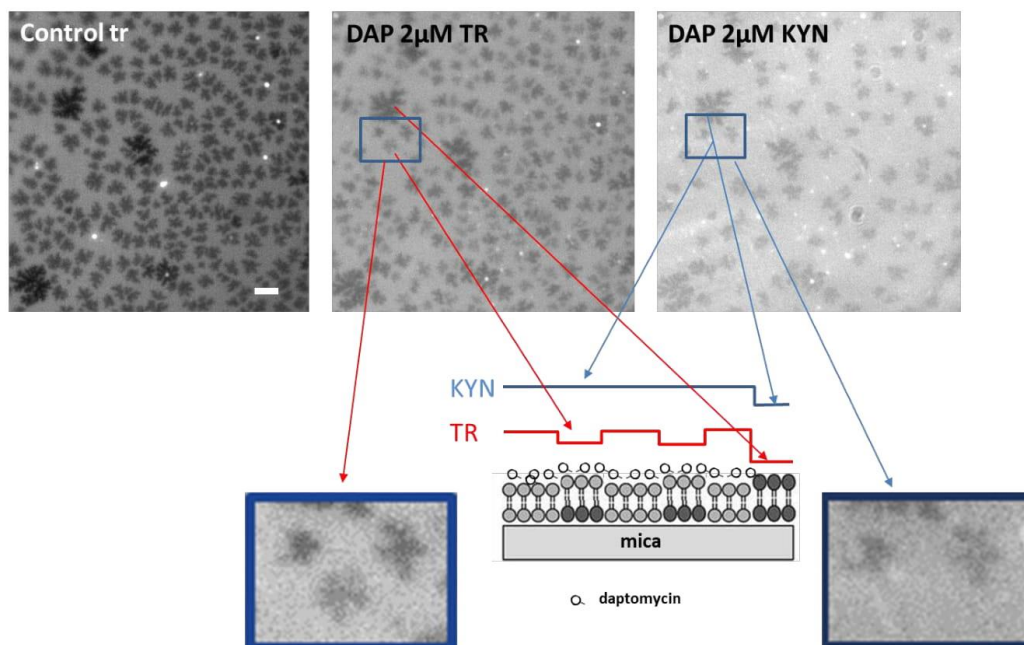 Control tr
DAP 2µM TR
DAP 2µM KYN
KYN
TR
mica
daptomycin